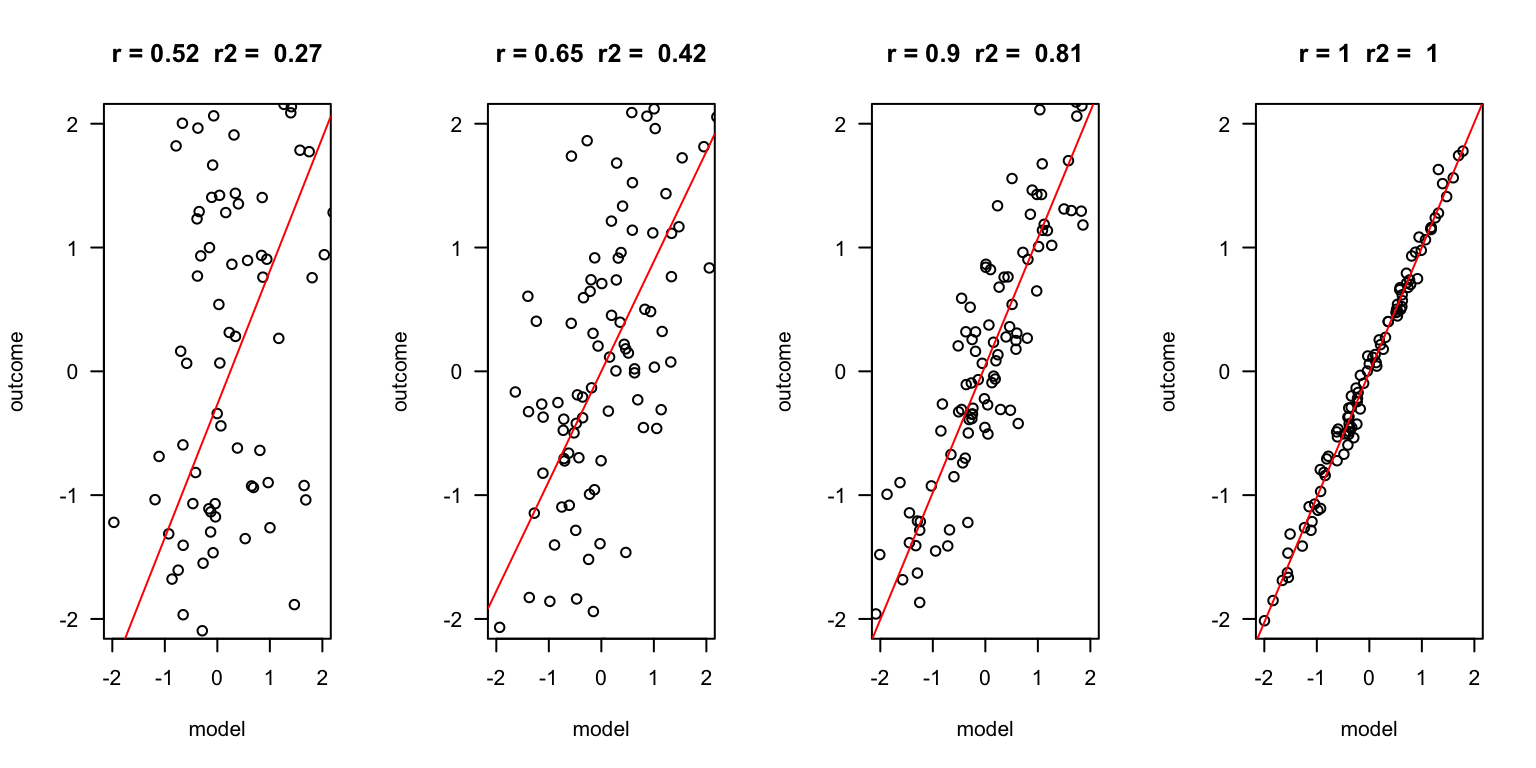 r = 0.52  r2 =  0.27
outcome
2
1
0
-1
-2
-2 -1 0 1 2
model
r = 0.65  r2 =  0.42
outcome
2
1
0
-1
-2
-2 -1 0 1 2
model
r = 0.9  r2 =  0.81
outcome
2
1
0
-1
-2
-2 -1 0 1 2
model
r = 1  r2 =  1
outcome
2
1
0
-1
-2
-2 -1 0 1 2
model